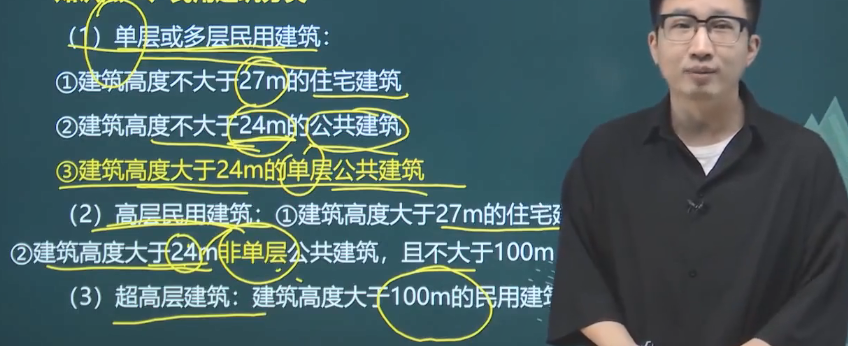 （1）单层或多层民用建筑：
①建筑高度不大于27m的住宅建筑
②建筑高度不大于24m的公共建筑
③建筑高度大于24m的单层公共建筑
（2）高层民用建筑：①建筑高度大于27m的住宅建
②建筑高度大于24m非单层公共建筑，且不大于100m
（3）超高层建筑：建筑高度大于100m的民用建筑